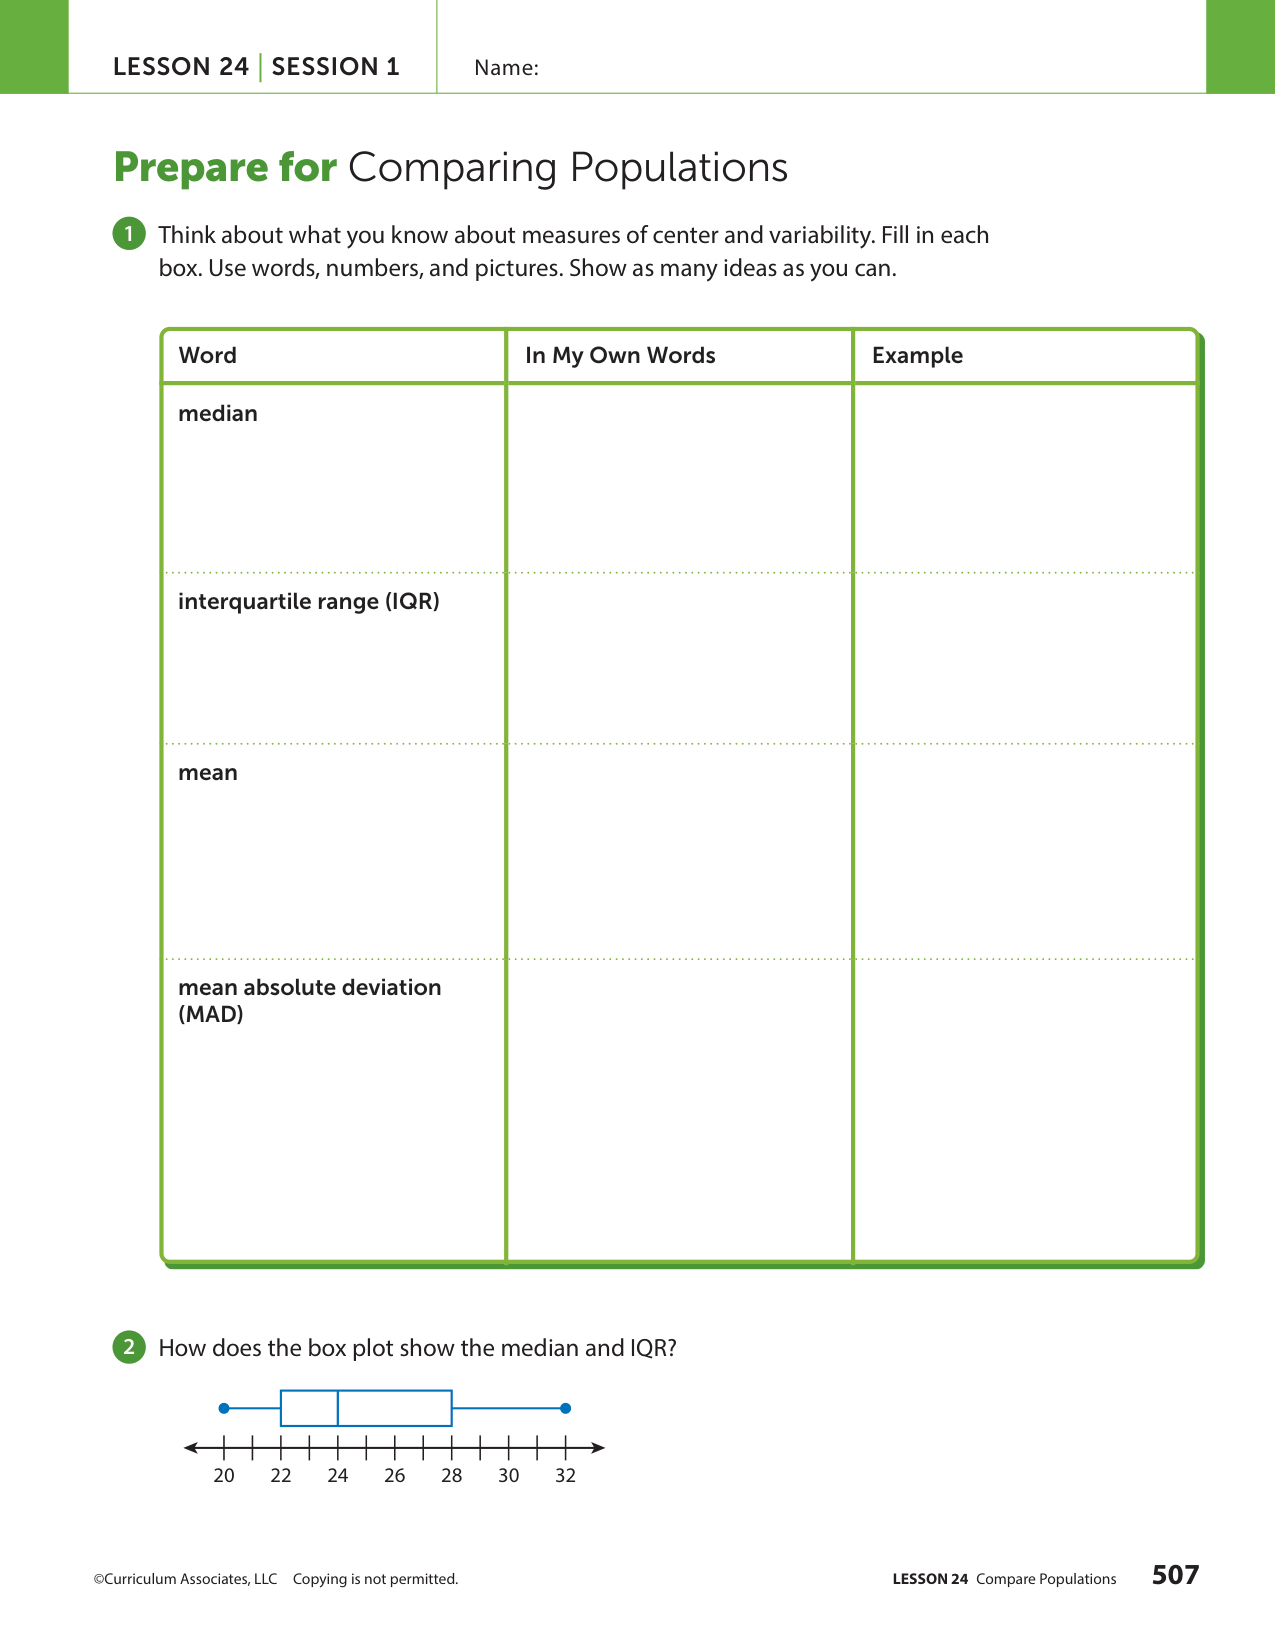 LESSON 24 | SESSION 1
Name:
Prepare for Comparing Populations
1 Think about what you know about measures of center and variability. Fill in each
box. Use words, numbers, and pictures. Show as many ideas as you can.
Word In My Own Words Example
median
interquartile range (IQR)
mean
mean absolute deviation
(MAD)
2 How does the box plot show the median and IQR?
20 22 24 26 28 30 32
©Curriculum Associates, LLC Copying is not permitted.
LESSON 24 Compare Populations 507